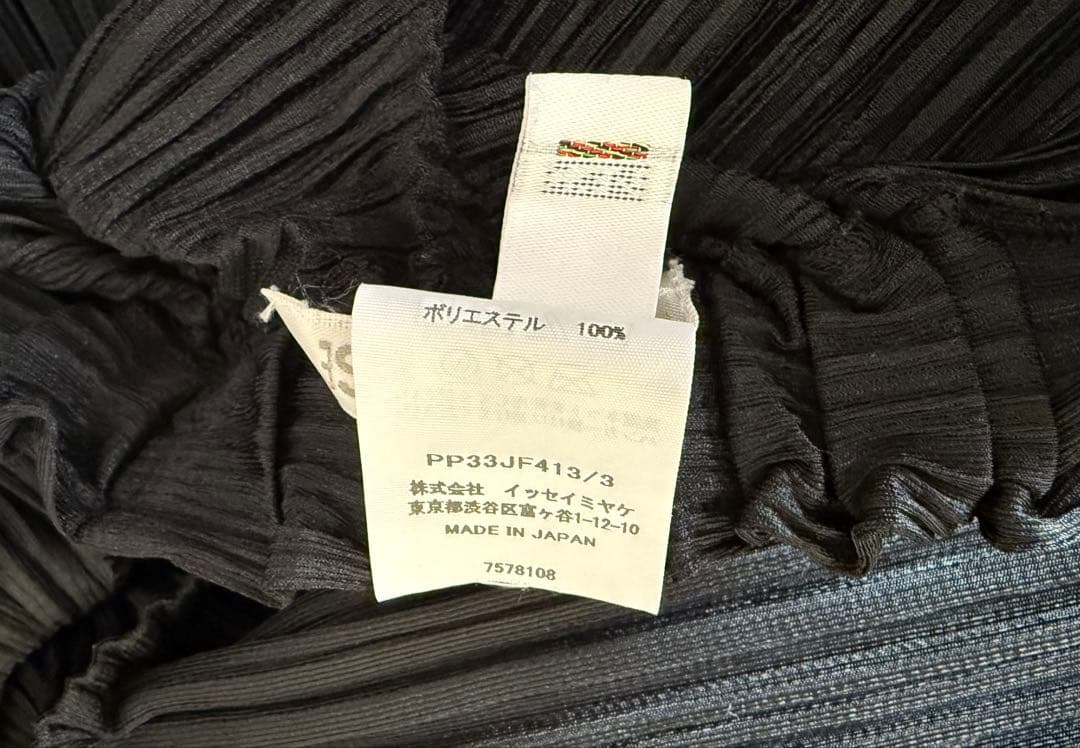 ポリエステル 100%
PP33JF413/3
株式会社 イッセイミヤケ
東京都渋谷区富ヶ谷1-12-10
MADE IN JAPAN
7578108